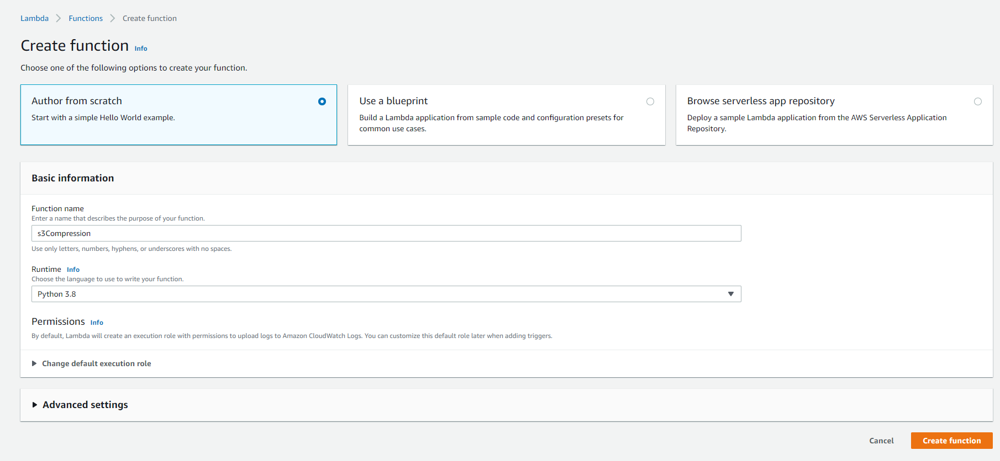 Lambda > Functions > Create function
Create function Info
Choose one of the following options to create your function.
Author from scratch
Start with a simple Hello World example.
Use a blueprint
Build a Lambda application from sample code and configuration presets for
common use cases.
Browse serverless app repository
Deploy a sample Lambda application from the AWS Serverless Application
Repository.
Basic information
Function name
Enter a name that describes the purpose of your function.
s3Compression
Use only letters, numbers, hyphens, or underscores with no spaces.
Runtime Info
Choose the language to use to write your function.
Python 3.8
Permissions Info
By default, Lambda will create an execution role with permissions to upload logs to Amazon CloudWatch Logs. You can customize this default role later when adding triggers.
Change default execution role
Advanced settings
Cancel
Create function